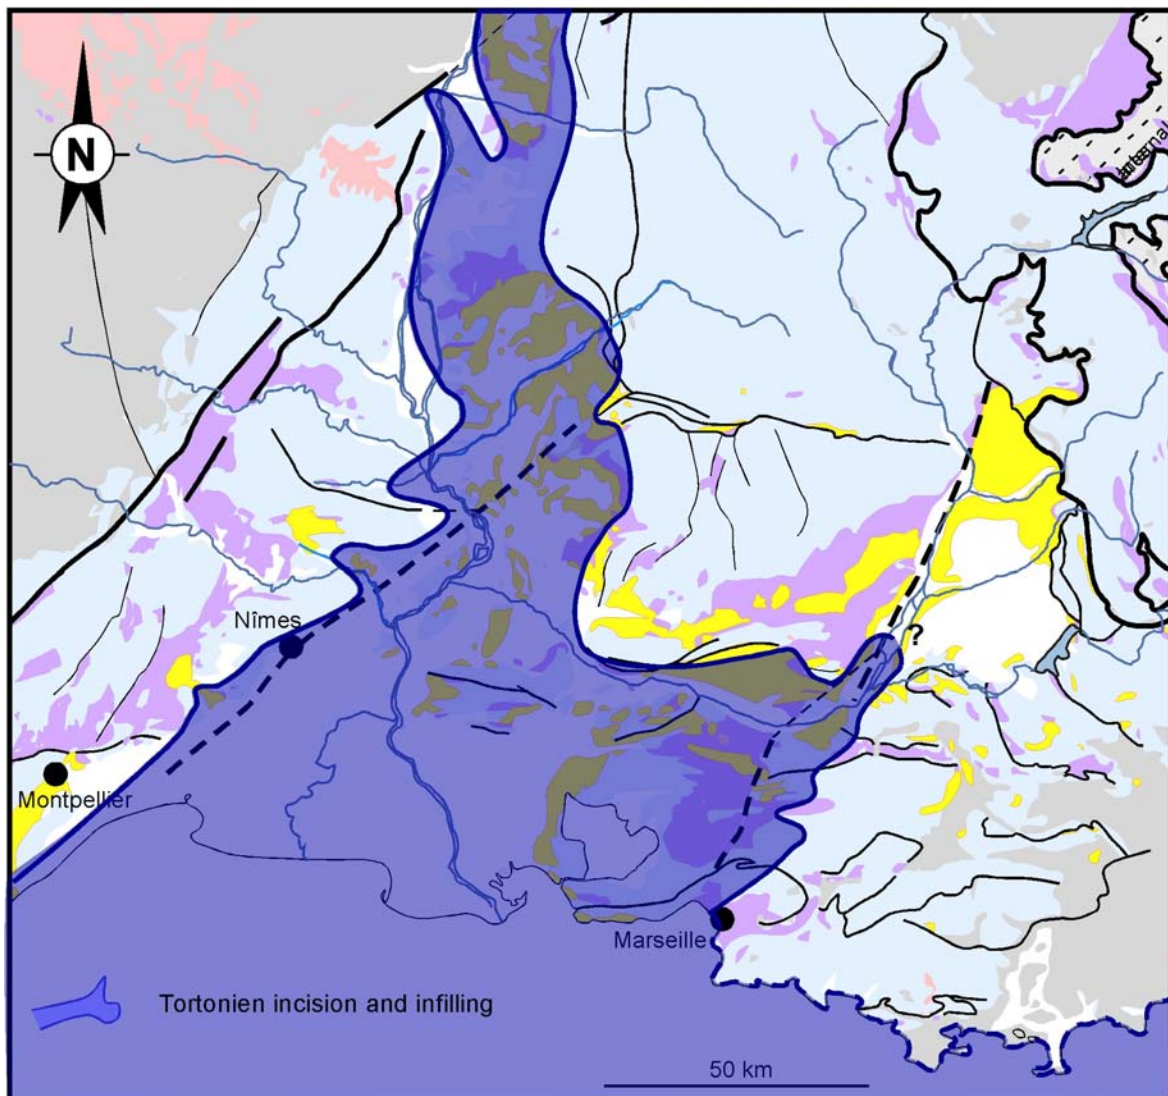 N
Nîmes
?
Montpellier
Marseille
Tortonien incision and infilling
50 km